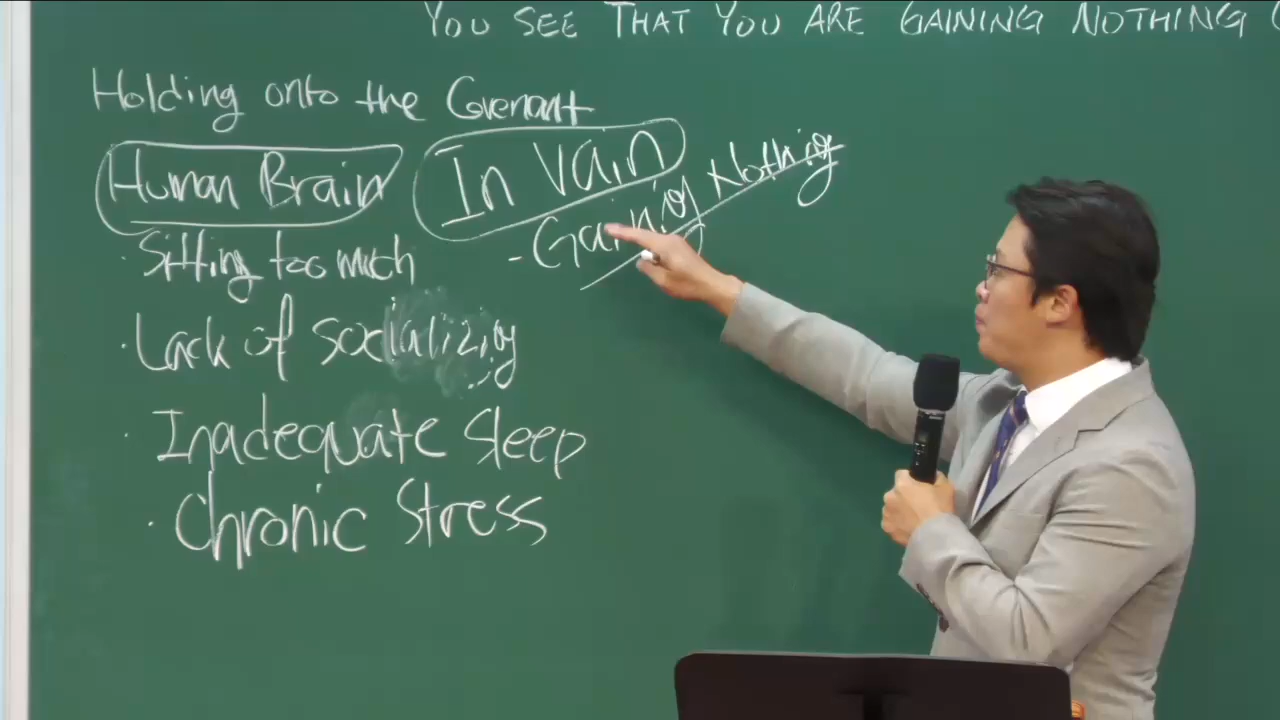 YOU SEE THAT YOU ARE GAINING NOTHING
Holding onto the Covenant
Human Brain
In Vain
- Gaining Nothing
· Sitting too much
· Lack of socializing
· Inadequate sleep
· Chronic Stress